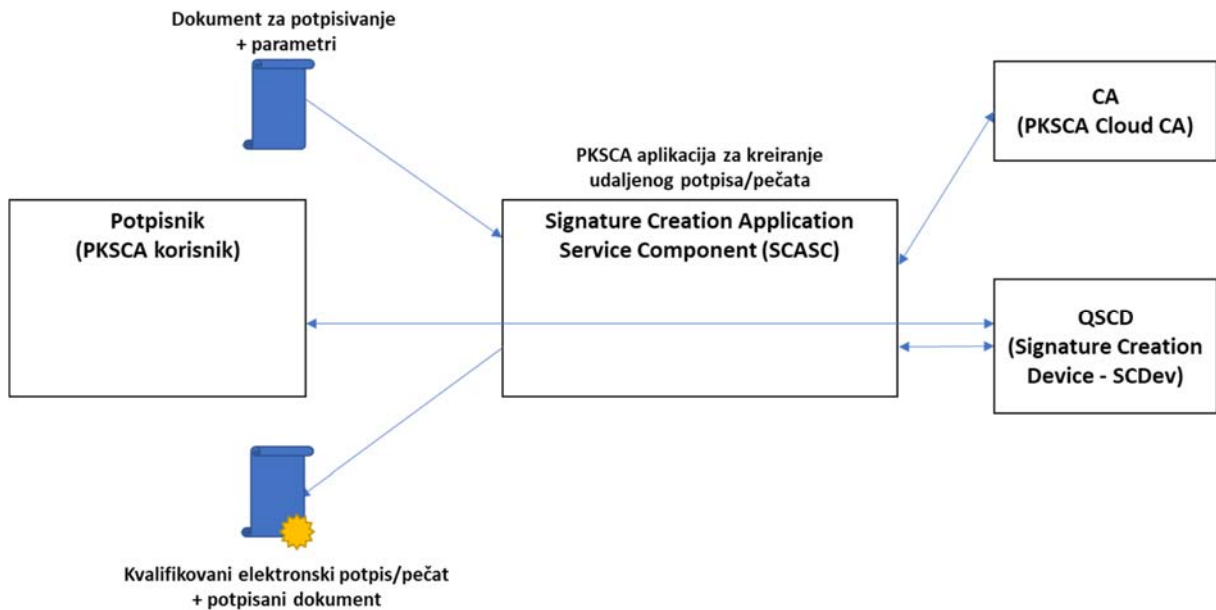 Dokument za potpisivanje
+ parametri
CA
(PKSCA Cloud CA)
PKSCA aplikacija za kreiranje
udaljenog potpisa/pečata
Potpisnik
(PKSCA korisnik)
Signature Creation Application
Service Component (SCASC)
QSCD
(Signature Creation
Device - SCDev)
Kvalifikovani elektronski potpis/pečat
+ potpisani dokument